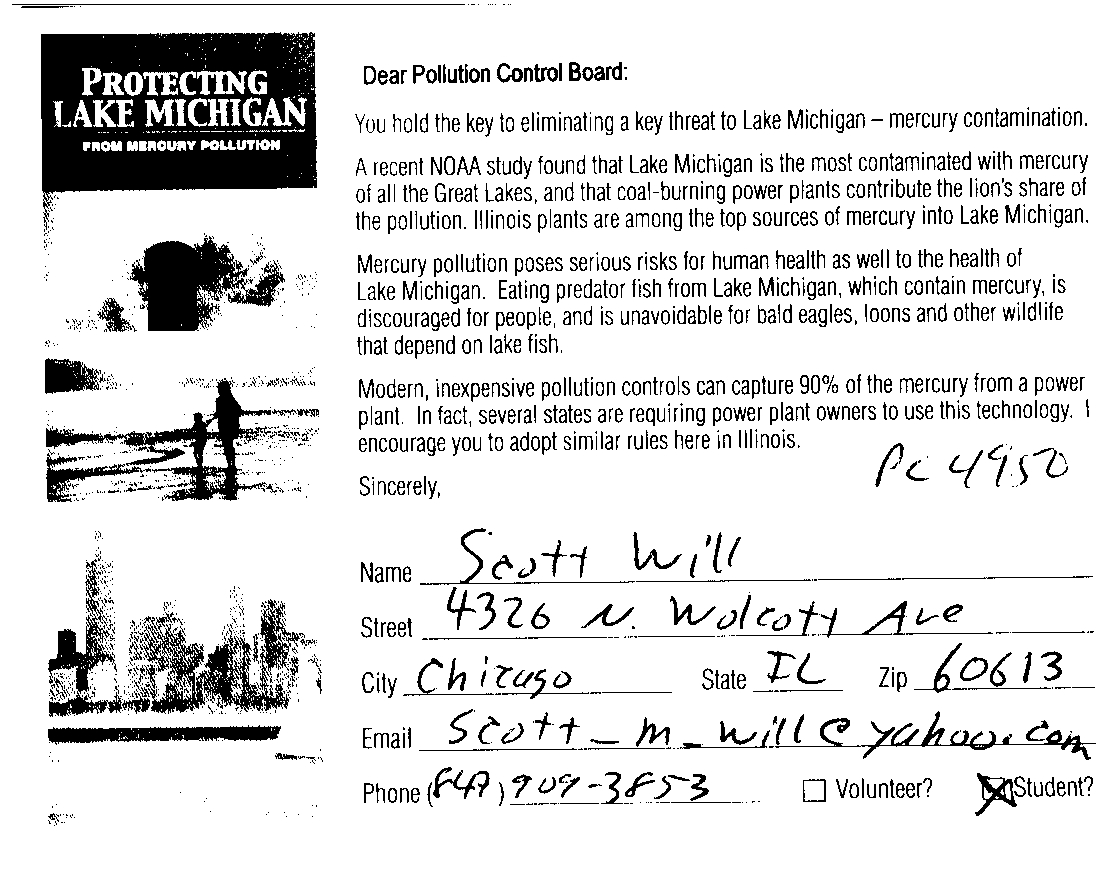 PROTECTING
LAKE MICHIGAN
FROM MERCURY POLLUTION
Dear Pollution Control Board:
You hold the key to eliminating a key threat to Lake Michigan – mercury contamination.
A recent NOAA study found that Lake Michigan is the most contaminated with mercury
of all the Great Lakes, and that coal-burning power plants contribute the lion's share of
the pollution. Illinois plants are among the top sources of mercury into Lake Michigan.
Mercury pollution poses serious risks for human health as well to the health of
Lake Michigan. Eating predator fish from Lake Michigan, which contain mercury, is
discouraged for people, and is unavoidable for bald eagles, loons and other wildlife
that depend on lake fish.
Modern, inexpensive pollution controls can capture 90% of the mercury from a power
plant. In fact, several states are requiring power plant owners to use this technology. I
encourage you to adopt similar rules here in Illinois.
PC 4950
Sincerely,
Name Scott Will
Street 4326 N. Wolcott Ave
City Chicago State IL Zip 60613
Email Scott_m_will@yahoo.com
Phone (847) 909-3853 Volunteer? Student?